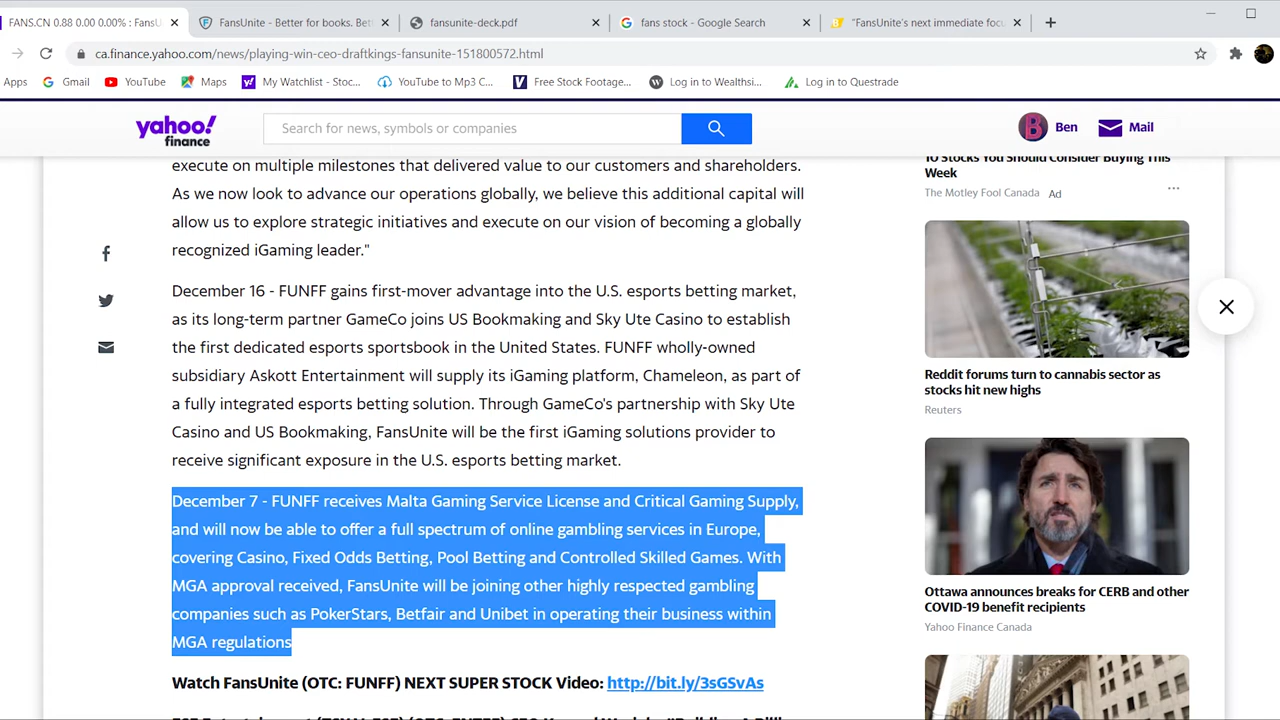 FANS.CN 0.88 0.00 0.00% : FansU
FansUnite - Better for books. Bet
fansunite-deck.pdf
fans stock - Google Search
"FansUnite's next immediate focu
ca.finance.yahoo.com/news/playing-win-ceo-draftkings-fansunite-151800572.html
Apps
Gmail
YouTube
Maps
My Watchlist - Stoc...
YouTube to Mp3 C...
Free Stock Footage...
Log in to Wealthsi...
Log in to Questrade
yahoo!
finance
Search for news, symbols or companies
Ben
Mail
execute on multiple milestones that delivered value to our customers and shareholders.
As we now look to advance our operations globally, we believe this additional capital will
allow us to explore strategic initiatives and execute on our vision of becoming a globally
recognized iGaming leader."
December 16 - FUNFF gains first-mover advantage into the U.S. esports betting market,
as its long-term partner GameCo joins US Bookmaking and Sky Ute Casino to establish
the first dedicated esports sportsbook in the United States. FUNFF wholly-owned
subsidiary Askott Entertainment will supply its iGaming platform, Chameleon, as part of
a fully integrated esports betting solution. Through GameCo's partnership with Sky Ute
Casino and US Bookmaking, FansUnite will be the first iGaming solutions provider to
receive significant exposure in the U.S. esports betting market.
December 7 - FUNFF receives Malta Gaming Service License and Critical Gaming Supply,
and will now be able to offer a full spectrum of online gambling services in Europe,
covering Casino, Fixed Odds Betting, Pool Betting and Controlled Skilled Games. With
MGA approval received, FansUnite will be joining other highly respected gambling
companies such as PokerStars, Betfair and Unibet in operating their business within
MGA regulations
Watch FansUnite (OTC: FUNFF) NEXT SUPER STOCK Video: http://bit.ly/3sGSvAs
10 Stocks You Should Consider Buying This
Week
The Motley Fool Canada Ad
Reddit forums turn to cannabis sector as
stocks hit new highs
Reuters
Ottawa announces breaks for CERB and other
COVID-19 benefit recipients
Yahoo Finance Canada